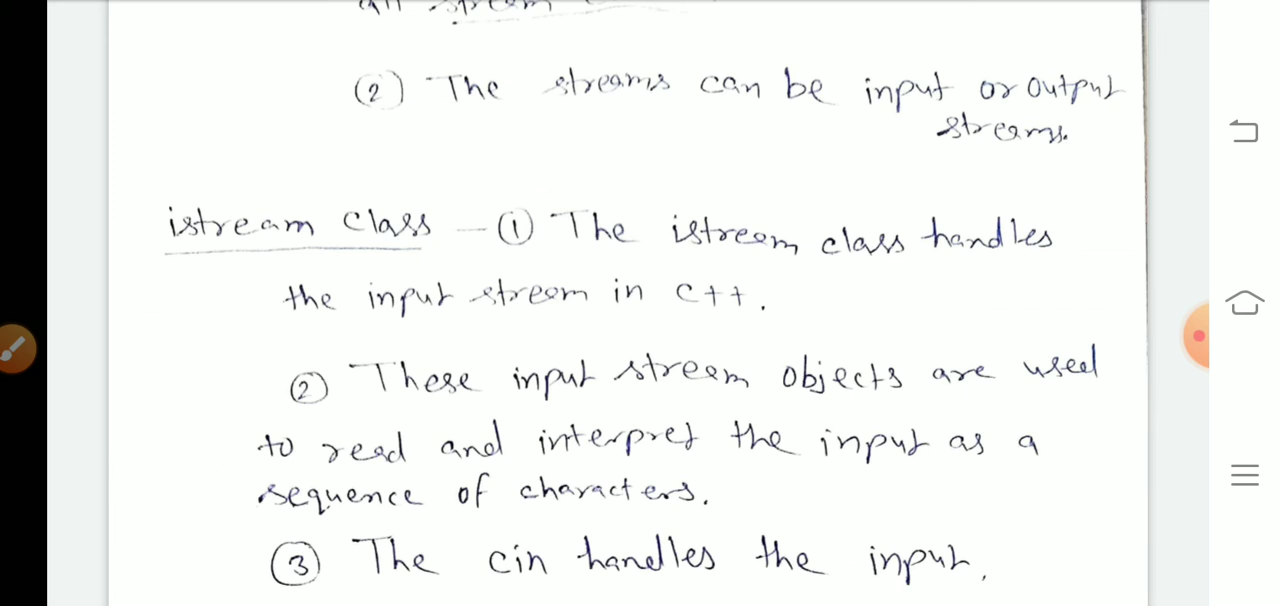 ② The streams can be input or output
streams.
istream class - ① The istream class handles
the input stream in C++.
② These input stream objects are used
to read and interpret the input as a
sequence of characters.
③ The cin handles the input.